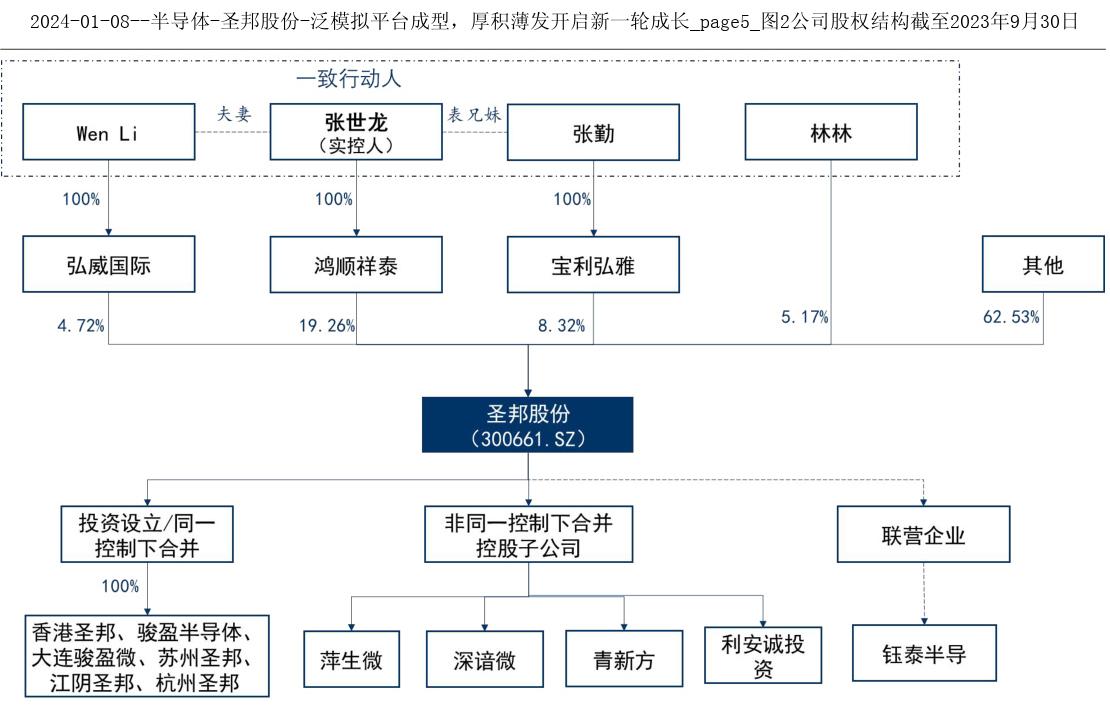 2024-01-08--半导体-圣邦股份-泛模拟平台成型，厚积薄发开启新一轮成长_page5_图2公司股权结构截至2023年9月30日
一致行动人
Wen Li
夫妻
张世龙
（实控人）
表兄妹
张勤
林林
100%
100%
100%
弘威国际
鸿顺祥泰
宝利弘雅
其他
4.72%
19.26%
8.32%
5.17%
62.53%
圣邦股份
（300661.SZ）
投资设立/同一
控制下合并
非同一控制下合并
控股子公司
联营企业
100%
香港圣邦、骏盈半导体、
大连骏盈微、苏州圣邦、
江阴圣邦、杭州圣邦
萍生微
深谙微
青新方
利安诚投
资
钰泰半导